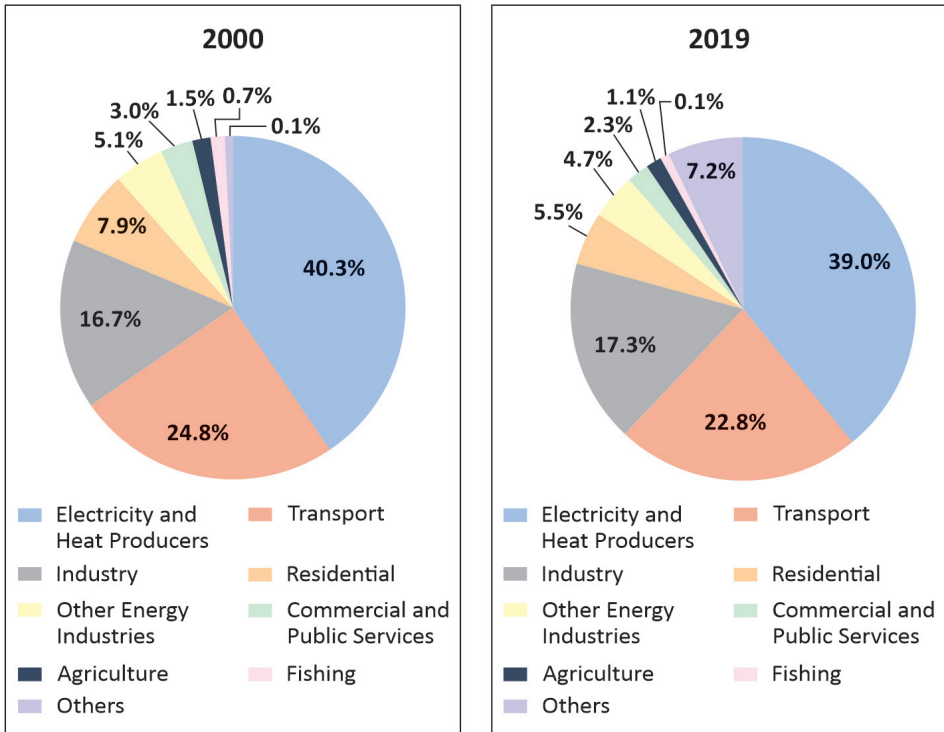 2000
0.7%
1.5%
3.0%
0.1%
5.1%
7.9%
40.3%
16.7%
24.8%
Electricity and
Heat Producers
Transport
Industry
Residential
Other Energy
Industries
Commercial and
Public Services
Agriculture
Fishing
Others
2019
1.1%
0.1%
2.3%
4.7%
7.2%
5.5%
39.0%
17.3%
22.8%
Electricity and
Heat Producers
Transport
Industry
Residential
Other Energy
Industries
Commercial and
Public Services
Agriculture
Fishing
Others